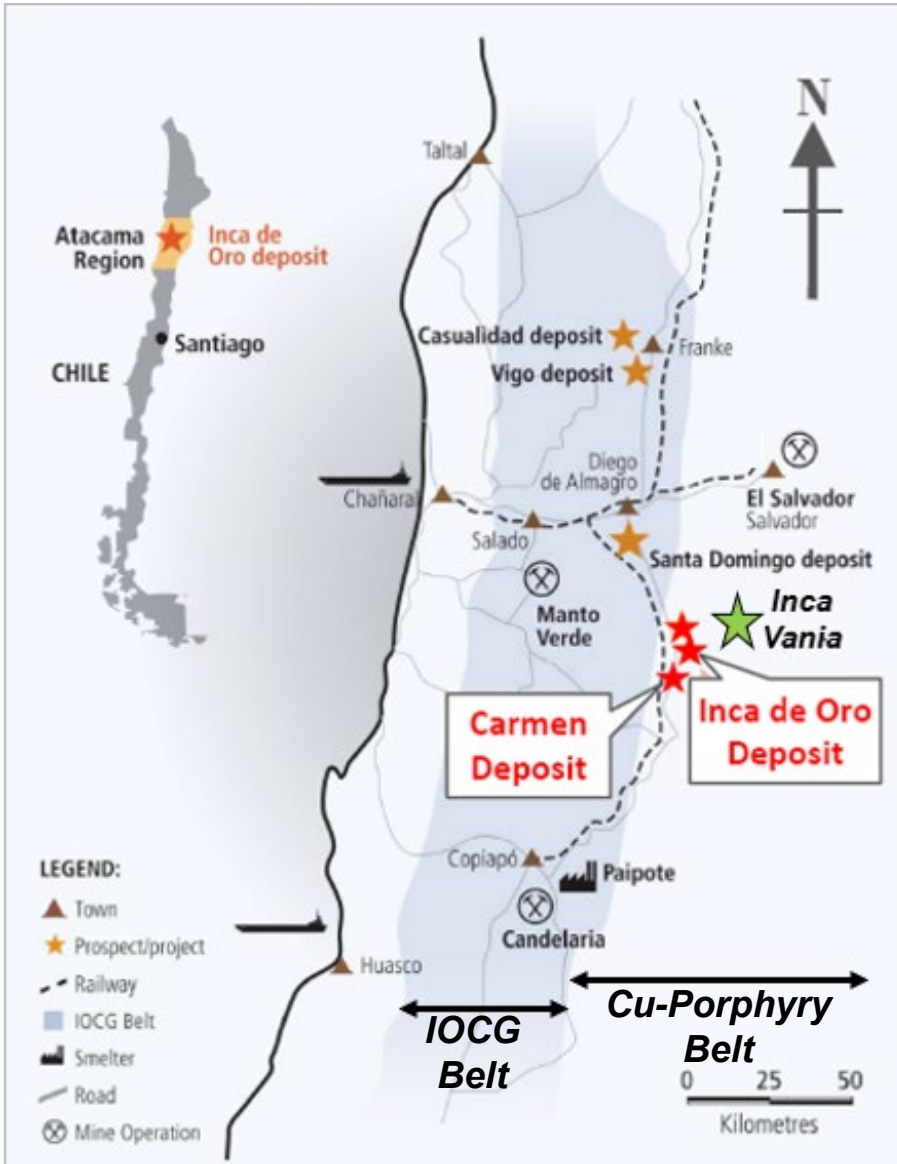 N
Taltal
Atacama
Region
Inca de
Oro deposit
Santiago
CHILE
Casualidad deposit
Franke
Vigo deposit
Diego
de Almagro
Chañaral
El Salvador
Salvador
Salado
Santa Domingo deposit
Manto
Verde
Inca
Vania
Carmen
Deposit
Inca de Oro
Deposit
Copiapó
Paipote
Candelaria
Huasco
LEGEND:
Town
Prospect/project
Railway
IOCG Belt
Smelter
Road
Mine Operation
IOCG
Belt
Cu-Porphyry
Belt
0 25 50
Kilometres